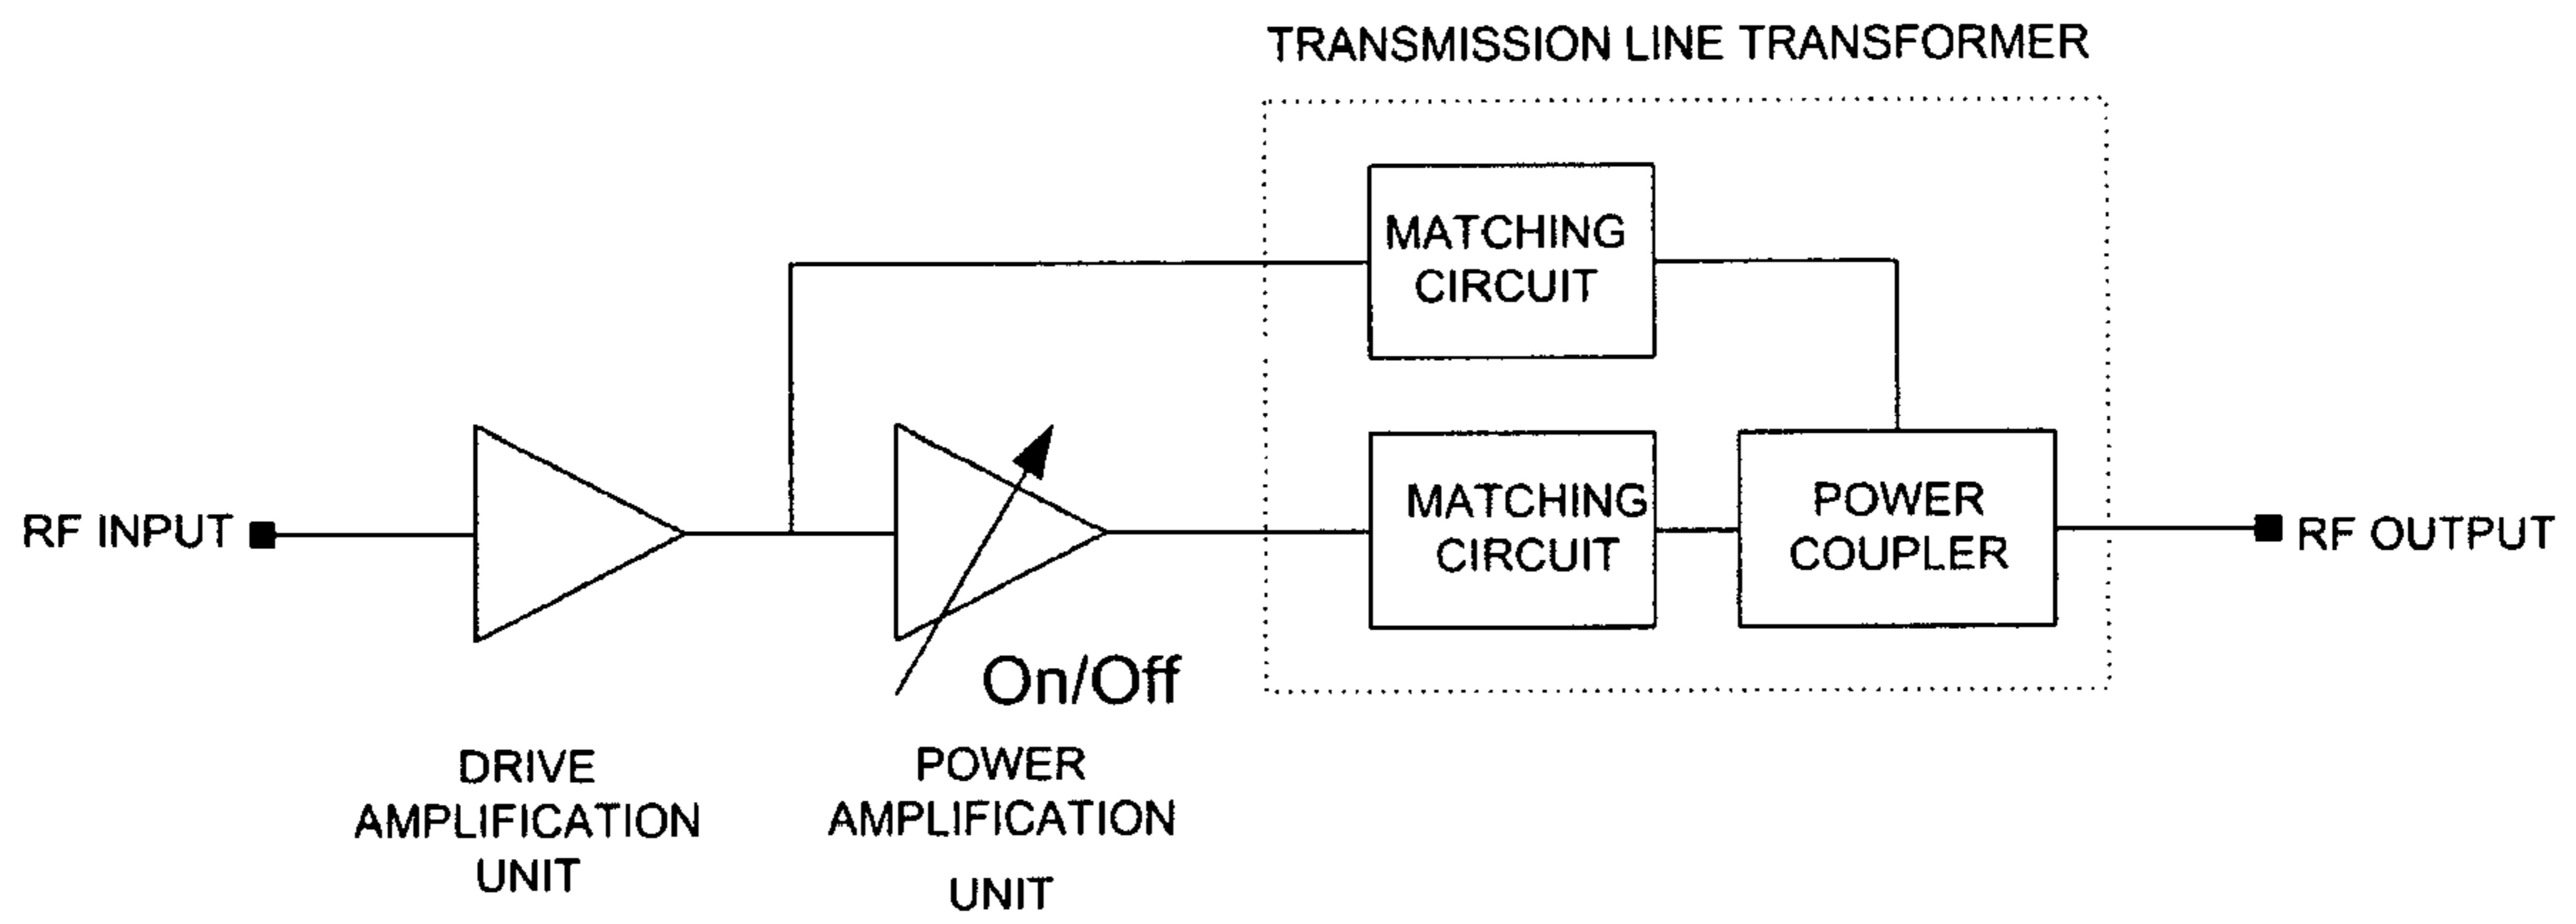 TRANSMISSION LINE TRANSFORMER
MATCHING
CIRCUIT
RF INPUT
MATCHING
CIRCUIT
POWER
COUPLER
RF OUTPUT
On/Off
DRIVE
AMPLIFICATION
UNIT
POWER
AMPLIFICATION
UNIT